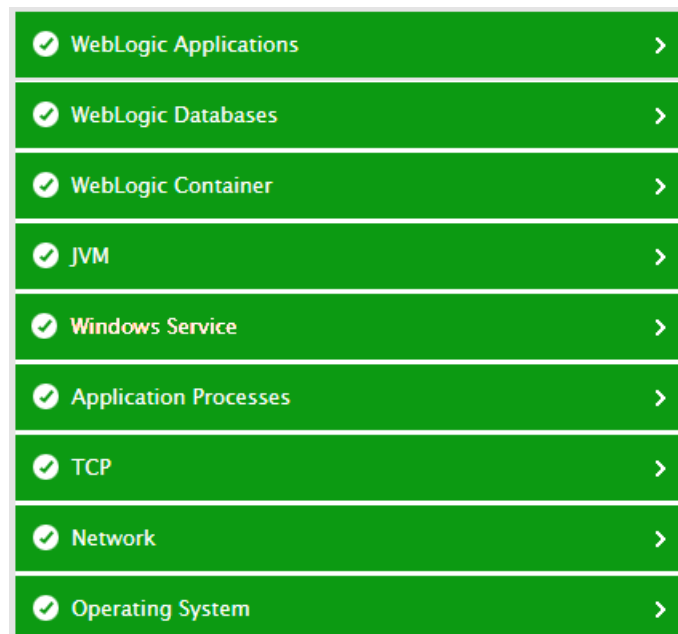 WebLogic Applications
WebLogic Databases
WebLogic Container
JVM
Windows Service
Application Processes
TCP
Network
Operating System